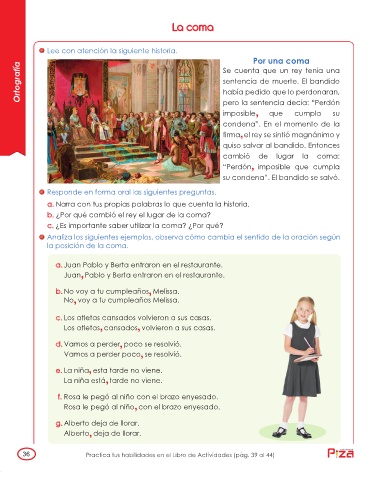 La coma
Ortografía
Lee con atención la siguiente historia.
Por una coma
Se cuenta que un rey tenía una
sentencia de muerte. El bandido
había pedido que lo perdonaran,
pero la sentencia decía: "Perdón
imposible, que cumpla su
condena". En el momento de la
firma, el rey se sintió magnánimo y
quiso salvar al bandido. Entonces
cambió de lugar la coma:
"Perdón, imposible que cumpla
su condena". El bandido se salvó.
Responde en forma oral las siguientes preguntas.
a. Narra con tus propias palabras lo que cuenta la historia.
b. ¿Por qué cambió el rey el lugar de la coma?
c. ¿Es importante saber utilizar la coma? ¿Por qué?
Analiza los siguientes ejemplos, observa cómo cambia el sentido de la oración según
la posición de la coma.
a. Juan Pablo y Berta entraron en el restaurante.
Juan, Pablo y Berta entraron en el restaurante.
b. No voy a tu cumpleaños, Melissa.
No, voy a tu cumpleaños Melissa.
c. Los atletas cansados volvieron a sus casas.
Los atletas, cansados, volvieron a sus casas.
d. Vamos a perder, poco se resolvió.
Vamos a perder poco, se resolvió.
e. La niña, esta tarde no viene.
La niña está, tarde no viene.
f. Rosa le pegó al niño con el brazo enyesado.
Rosa le pegó al niño, con el brazo enyesado.
g. Alberto deja de llorar.
Alberto, deja de llorar.
36
Practica tus habilidades en el Libro de Actividades (pág. 39 al 44)